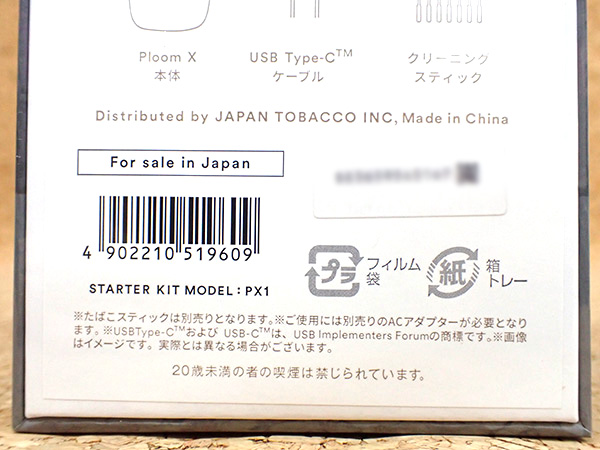 Ploom X
本体
USB Type-C™
ケーブル
クリーニング
スティック
Distributed by JAPAN TOBACCO INC, Made in China
For sale in Japan
4 902210 519609
STARTER KIT MODEL: PX1
プラ
フィルム
袋
紙
箱
トレー
※たばこスティックは別売りとなります。※ご使用には別売りのACアダプターが必要となり
ます。※USBType-C™および USB-C™は、USB Implementers Forumの商標です。※画像
はイメージです。実際とは異なる場合がございます。
20歳未満の者の喫煙は禁じられています。